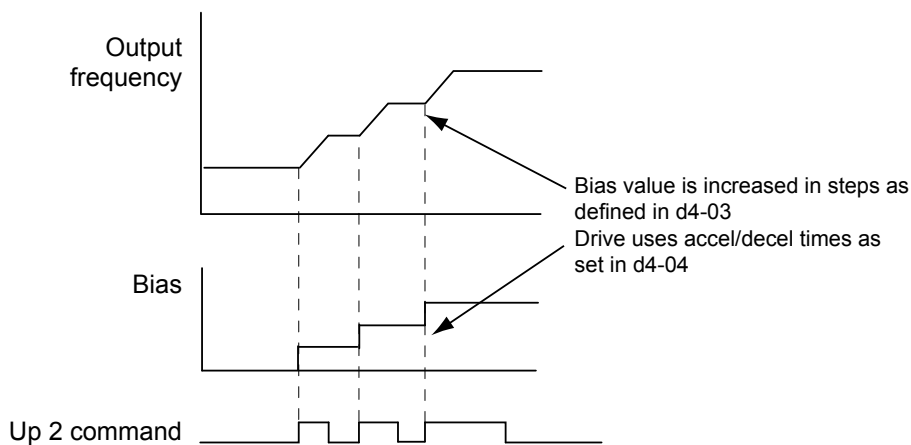 Output
frequency
Bias value is increased in steps as
defined in d4-03
Drive uses accel/decel times as
set in d4-04
Bias
Up 2 command